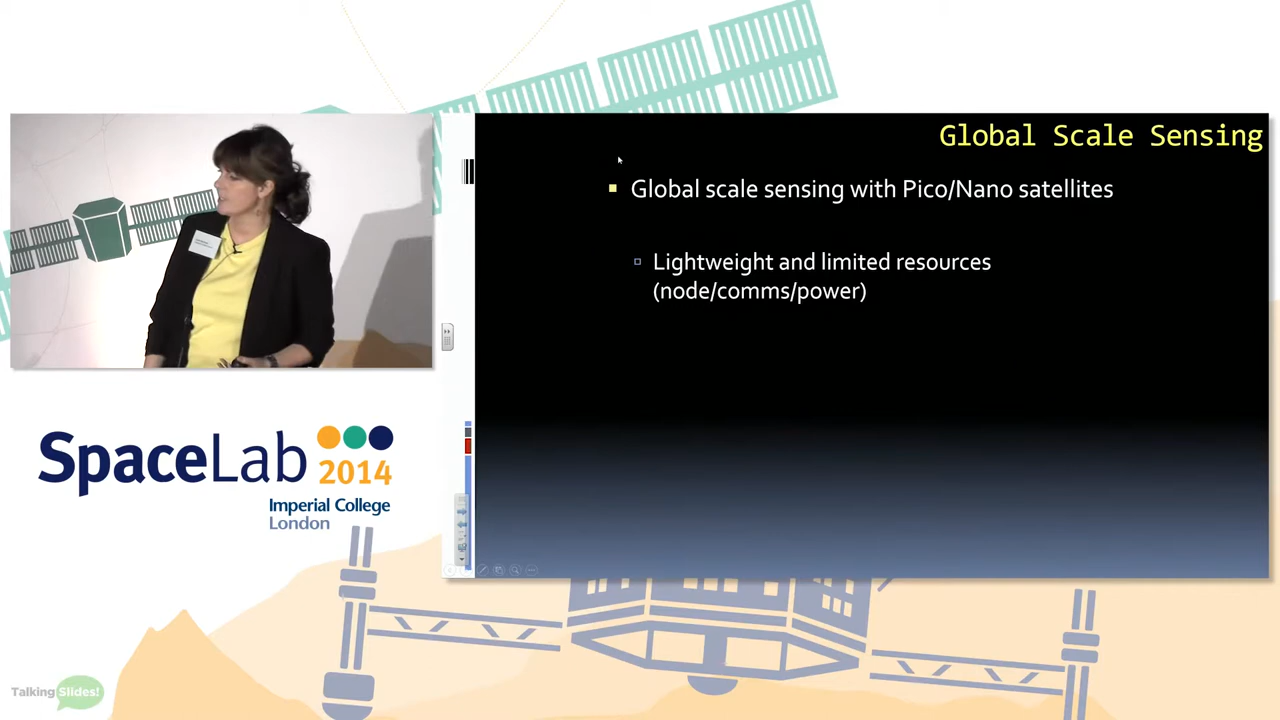 Global Scale Sensing
Global scale sensing with Pico/Nano satellites
Lightweight and limited resources
(node/comms/power)
SpaceLab
2014
Imperial College
London
Talking Slides!